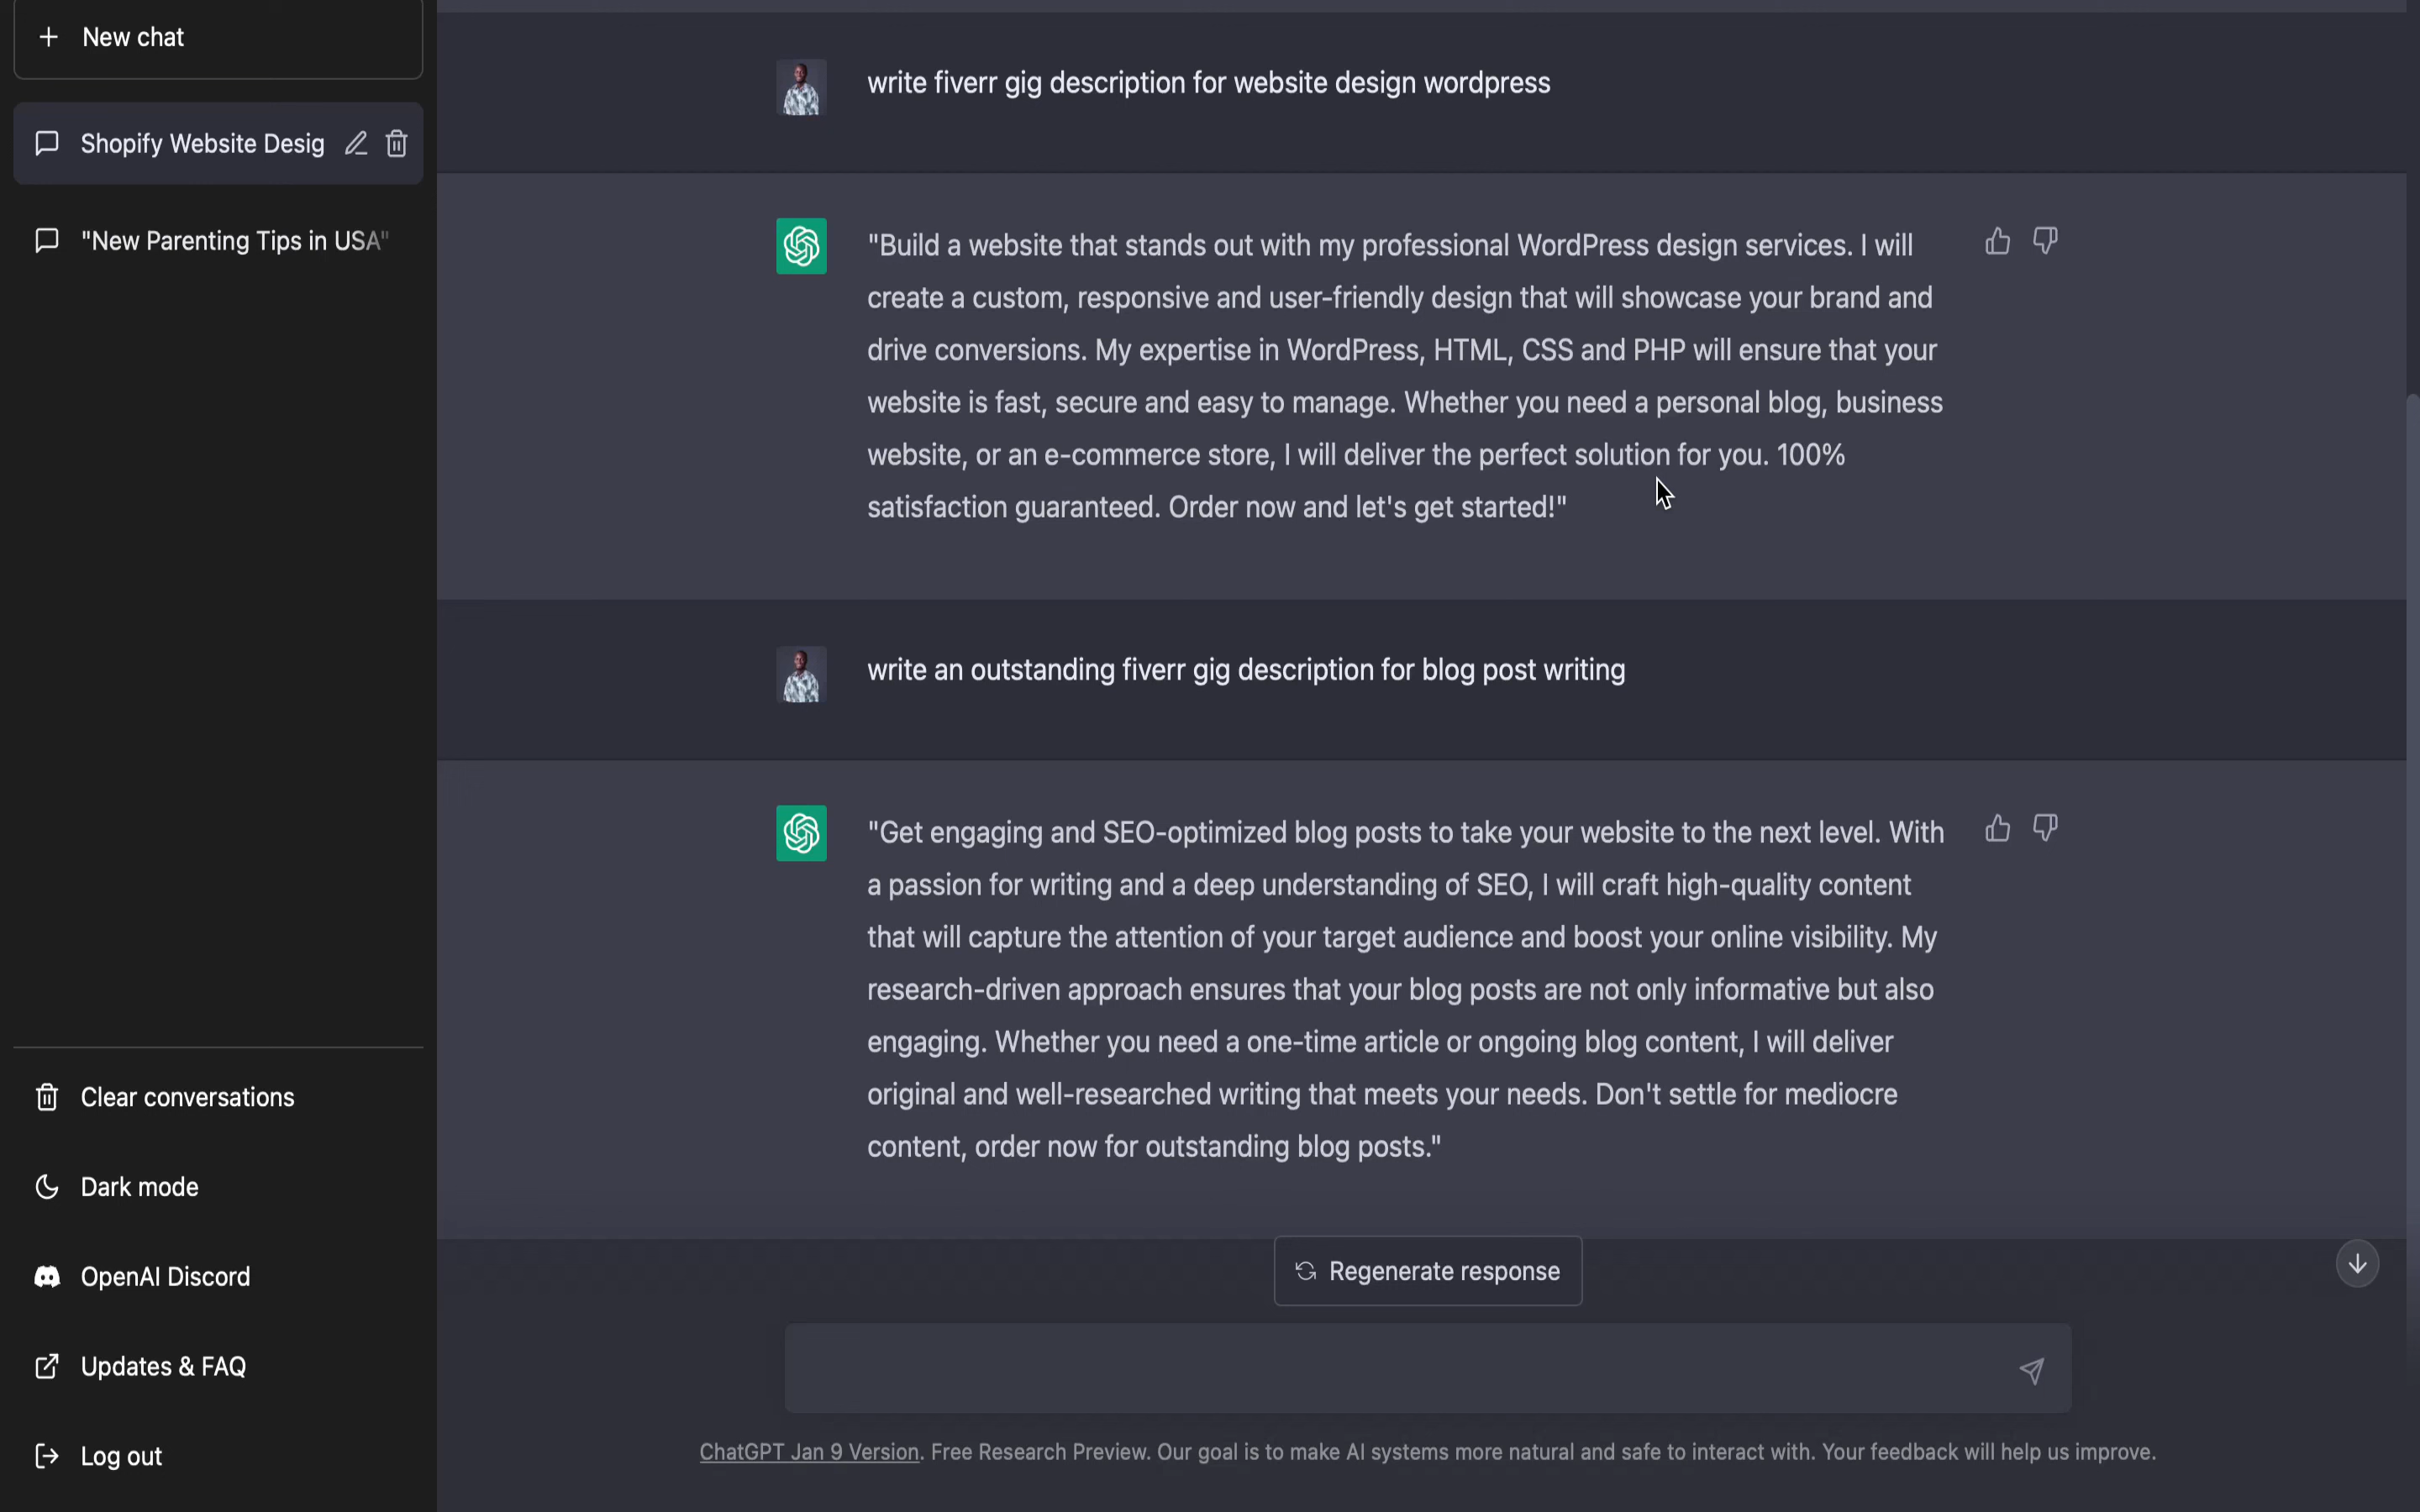 New chat
Shopify Website Desig
"New Parenting Tips in USA"
Clear conversations
Dark mode
OpenAI Discord
Updates & FAQ
Log out
write fiverr gig description for website design wordpress
"Build a website that stands out with my professional WordPress design services. I will
create a custom, responsive and user-friendly design that will showcase your brand and
drive conversions. My expertise in WordPress, HTML, CSS and PHP will ensure that your
website is fast, secure and easy to manage. Whether you need a personal blog, business
website, or an e-commerce store, I will deliver the perfect solution for you. 100%
satisfaction guaranteed. Order now and let's get started!"
write an outstanding fiverr gig description for blog post writing
"Get engaging and SEO-optimized blog posts to take your website to the next level. With
a passion for writing and a deep understanding of SEO, I will craft high-quality content
that will capture the attention of your target audience and boost your online visibility. My
research-driven approach ensures that your blog posts are not only informative but also
engaging. Whether you need a one-time article or ongoing blog content, I will deliver
original and well-researched writing that meets your needs. Don't settle for mediocre
content, order now for outstanding blog posts."
Regenerate response
ChatGPT Jan 9 Version. Free Research Preview. Our goal is to make AI systems more natural and safe to interact with. Your feedback will help us improve.